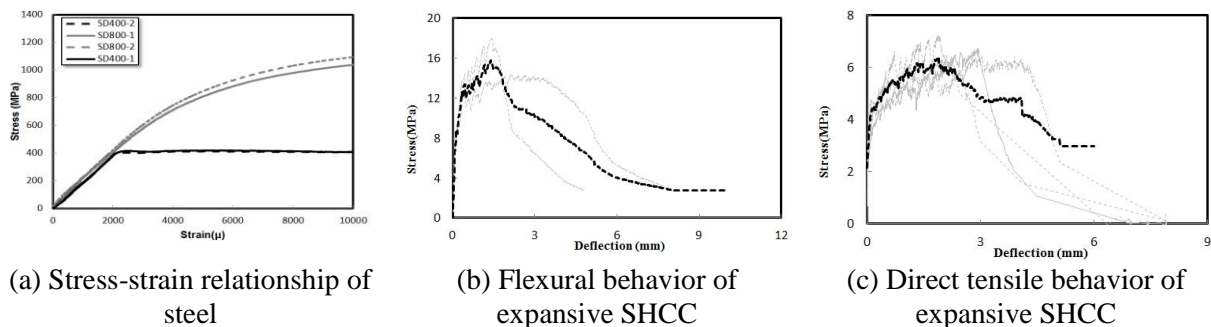 1400
1200
1000
800
600
400
200
0
Stress (MPa)
SD400-2
SD800-1
SD800-2
SD400-1
0 2000 4000 6000 8000 10000
Strain(μ)
(a) Stress-strain relationship of
steel
20
16
12
8
4
0
Stress(MPa)
0 3 6 9 12
Deflection (mm)
(b) Flexural behavior of
expansive SHCC
8
6
4
2
0
Stress(MPa)
0 3 6 9
Deflection (mm)
(c) Direct tensile behavior of
expansive SHCC